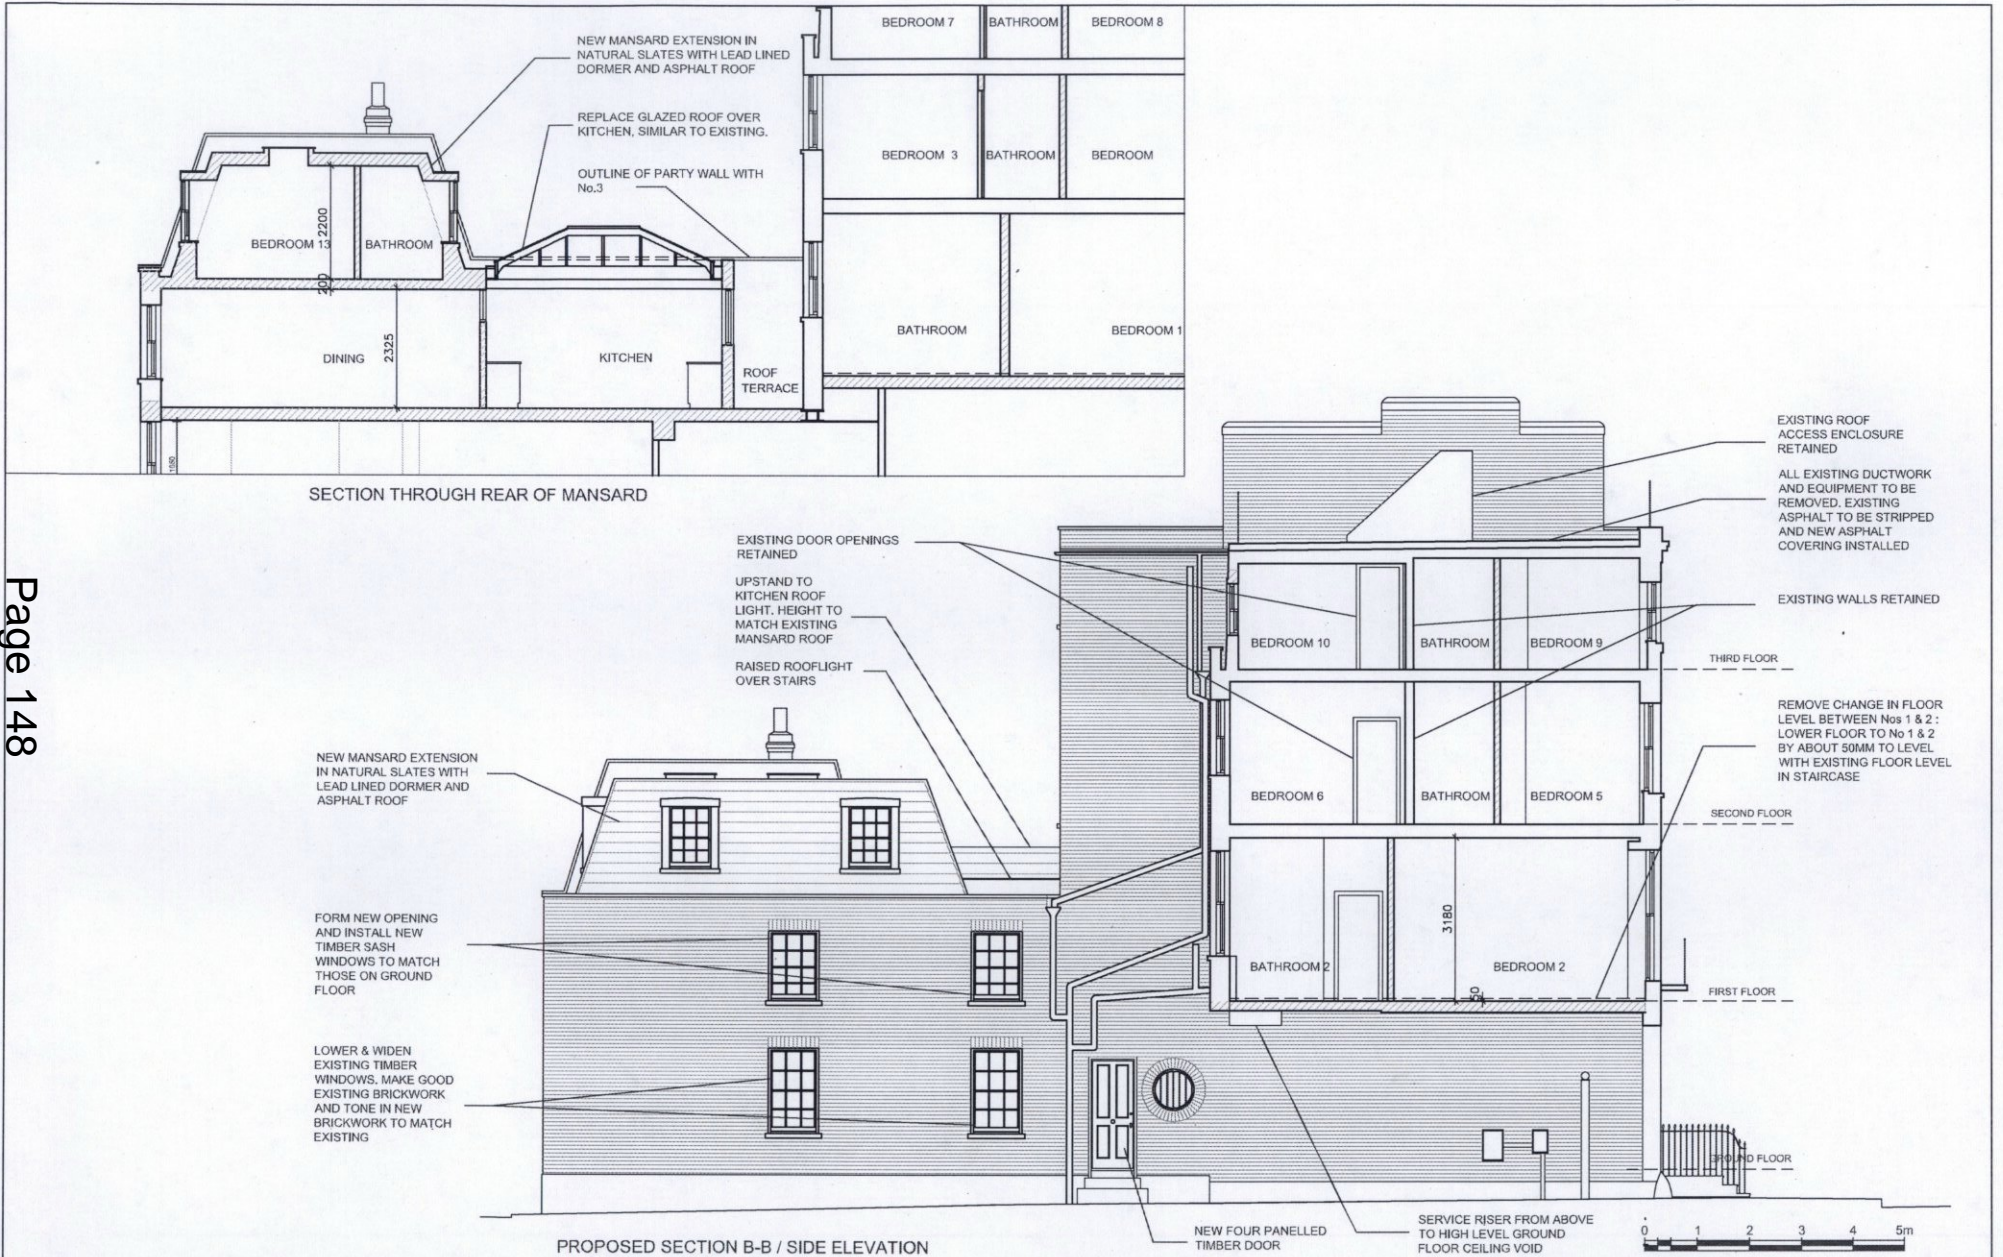 NEW MANSARD EXTENSION IN
NATURAL SLATES WITH LEAD LINED
DORMER AND ASPHALT ROOF
REPLACE GLAZED ROOF OVER
KITCHEN, SIMILAR TO EXISTING.
OUTLINE OF PARTY WALL WITH
No.3
BEDROOM 7
BATHROOM
BEDROOM 8
BEDROOM 3
BATHROOM
BEDROOM
BATHROOM
BEDROOM 1
BEDROOM 13
2200
BATHROOM
200
DINING
2325
KITCHEN
ROOF
TERRACE
SECTION THROUGH REAR OF MANSARD
Page 148
EXISTING DOOR OPENINGS
RETAINED
UPSTAND TO
KITCHEN ROOF
LIGHT. HEIGHT TO
MATCH EXISTING
MANSARD ROOF
RAISED ROOFLIGHT
OVER STAIRS
NEW MANSARD EXTENSION
IN NATURAL SLATES WITH
LEAD LINED DORMER AND
ASPHALT ROOF
FORM NEW OPENING
AND INSTALL NEW
TIMBER SASH
WINDOWS TO MATCH
THOSE ON GROUND
FLOOR
LOWER & WIDEN
EXISTING TIMBER
WINDOWS. MAKE GOOD
EXISTING BRICKWORK
AND TONE IN NEW
BRICKWORK TO MATCH
EXISTING
EXISTING ROOF
ACCESS ENCLOSURE
RETAINED
ALL EXISTING DUCTWORK
AND EQUIPMENT TO BE
REMOVED. EXISTING
ASPHALT TO BE STRIPPED
AND NEW ASPHALT
COVERING INSTALLED
EXISTING WALLS RETAINED
BEDROOM 10
BATHROOM
BEDROOM 9
THIRD FLOOR
REMOVE CHANGE IN FLOOR
LEVEL BETWEEN Nos 1 & 2 :
LOWER FLOOR TO No 1 & 2
BY ABOUT 50MM TO LEVEL
WITH EXISTING FLOOR LEVEL
IN STAIRCASE
BEDROOM 6
BATHROOM
BEDROOM 5
SECOND FLOOR
3180
BATHROOM 2
BEDROOM 2
50
FIRST FLOOR
GROUND FLOOR
NEW FOUR PANELLED
TIMBER DOOR
SERVICE RISER FROM ABOVE
TO HIGH LEVEL GROUND
FLOOR CEILING VOID
0 1 2 3 4 5m
PROPOSED SECTION B-B / SIDE ELEVATION